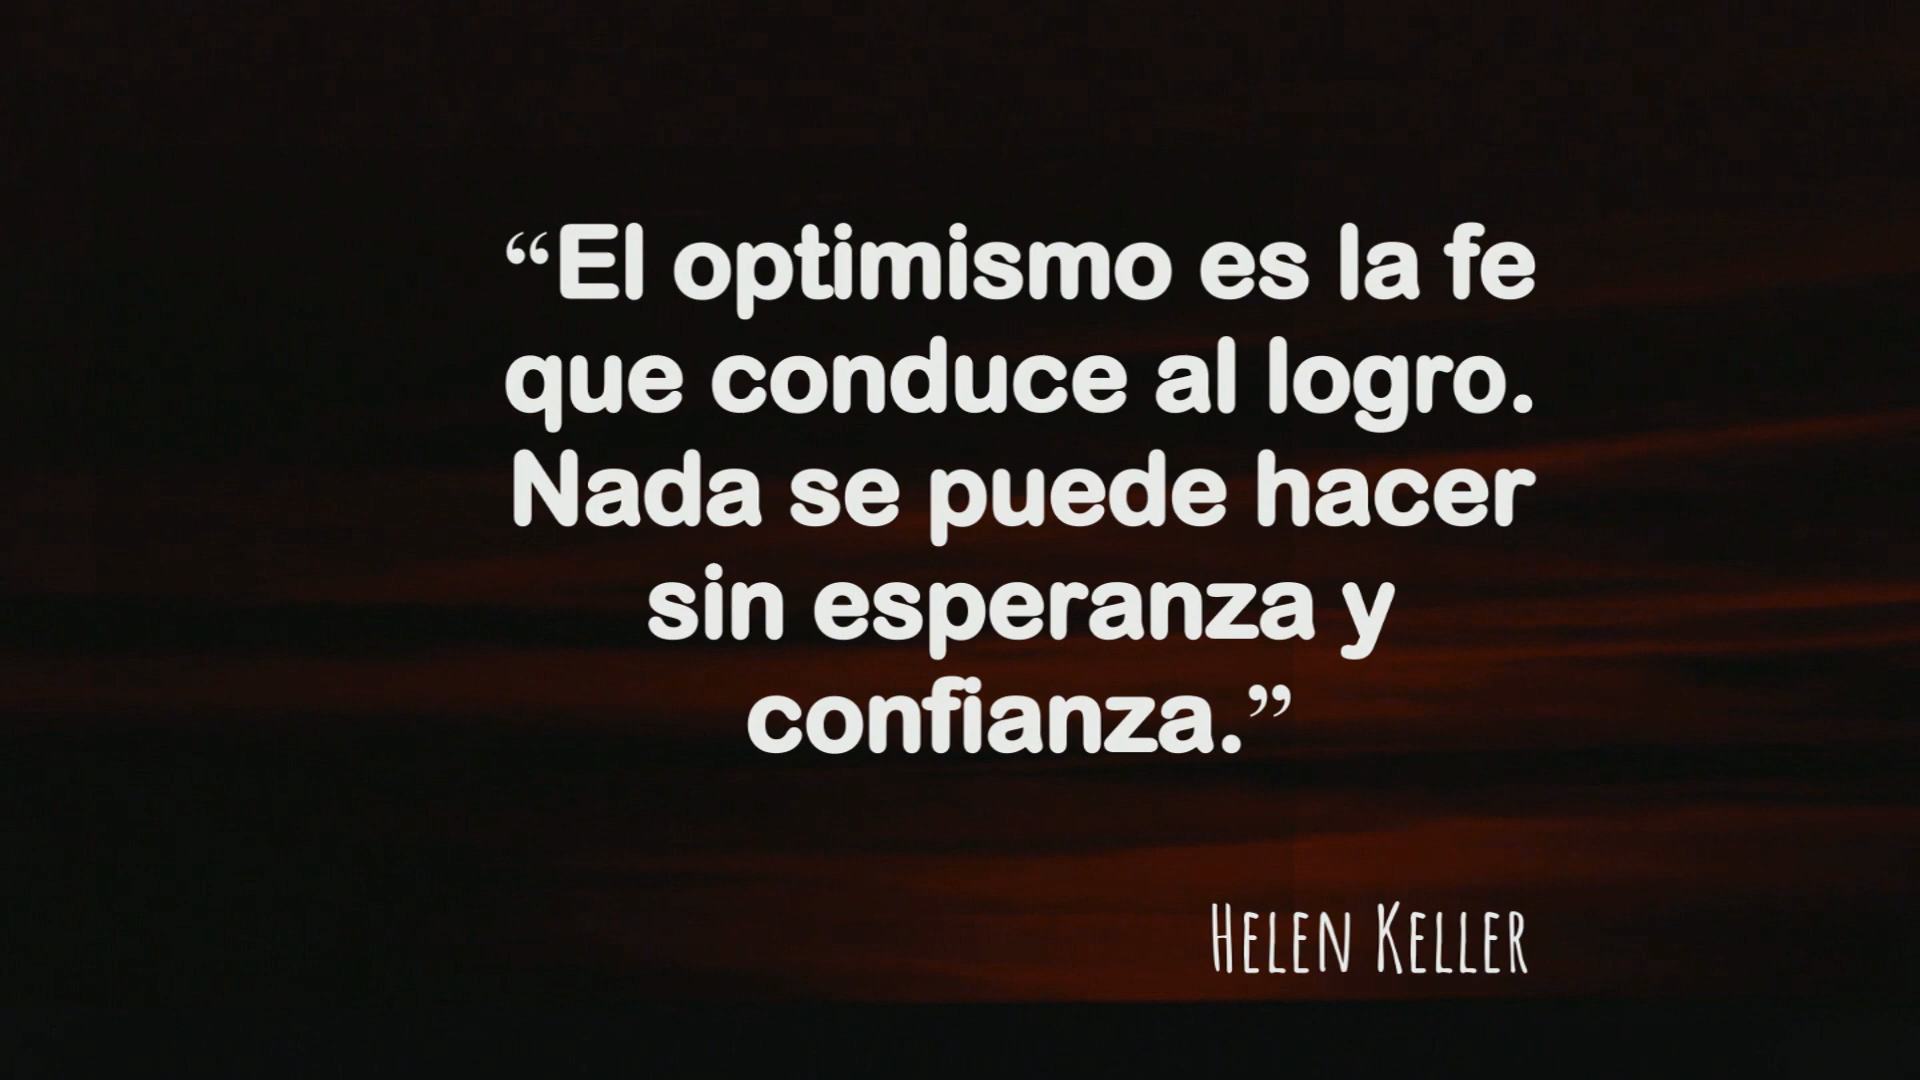 “El optimismo es la fe
que conduce al logro.
Nada se puede hacer
sin esperanza y
confianza.”
Helen Keller